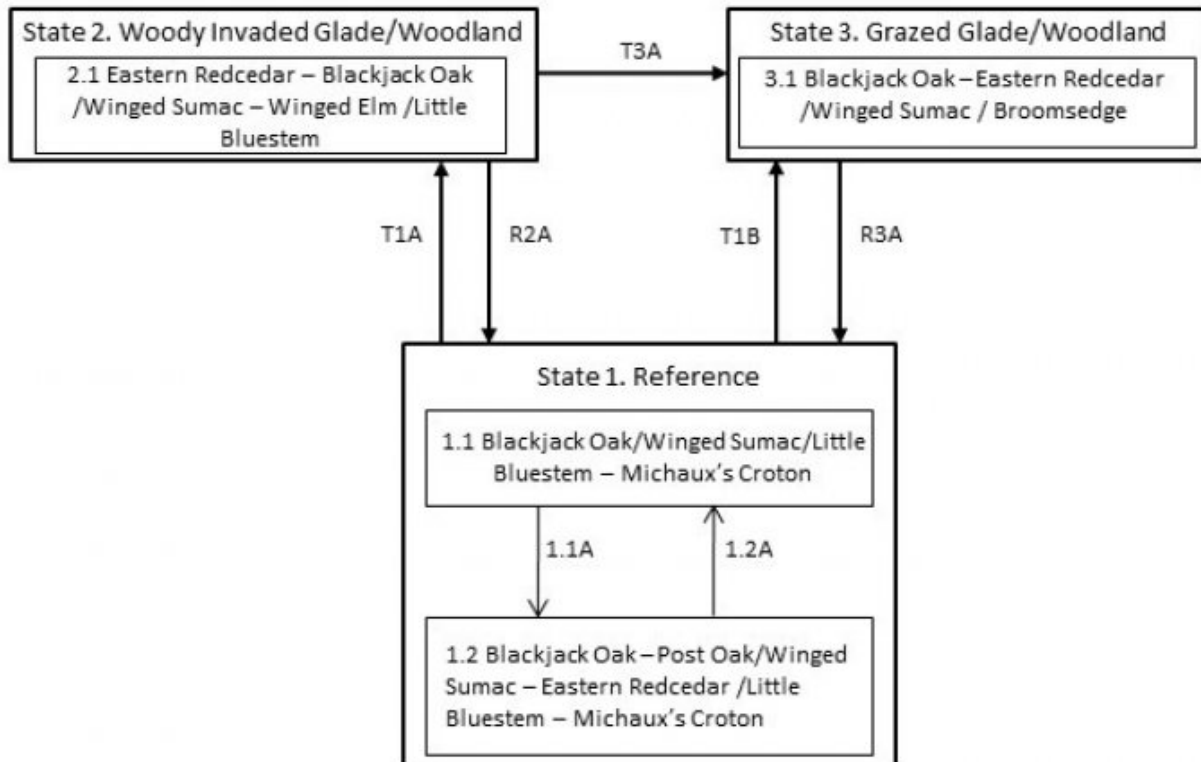 State 2. Woody Invaded Glade/Woodland
2.1 Eastern Redcedar – Blackjack Oak
/Winged Sumac – Winged Elm /Little
Bluestem
T3A
State 3. Grazed Glade/Woodland
3.1 Blackjack Oak – Eastern Redcedar
/Winged Sumac / Broomsedge
T1A
R2A
T1B
R3A
State 1. Reference
1.1 Blackjack Oak/Winged Sumac/Little
Bluestem – Michaux's Croton
1.1A
1.2A
1.2 Blackjack Oak – Post Oak/Winged
Sumac – Eastern Redcedar /Little
Bluestem – Michaux's Croton